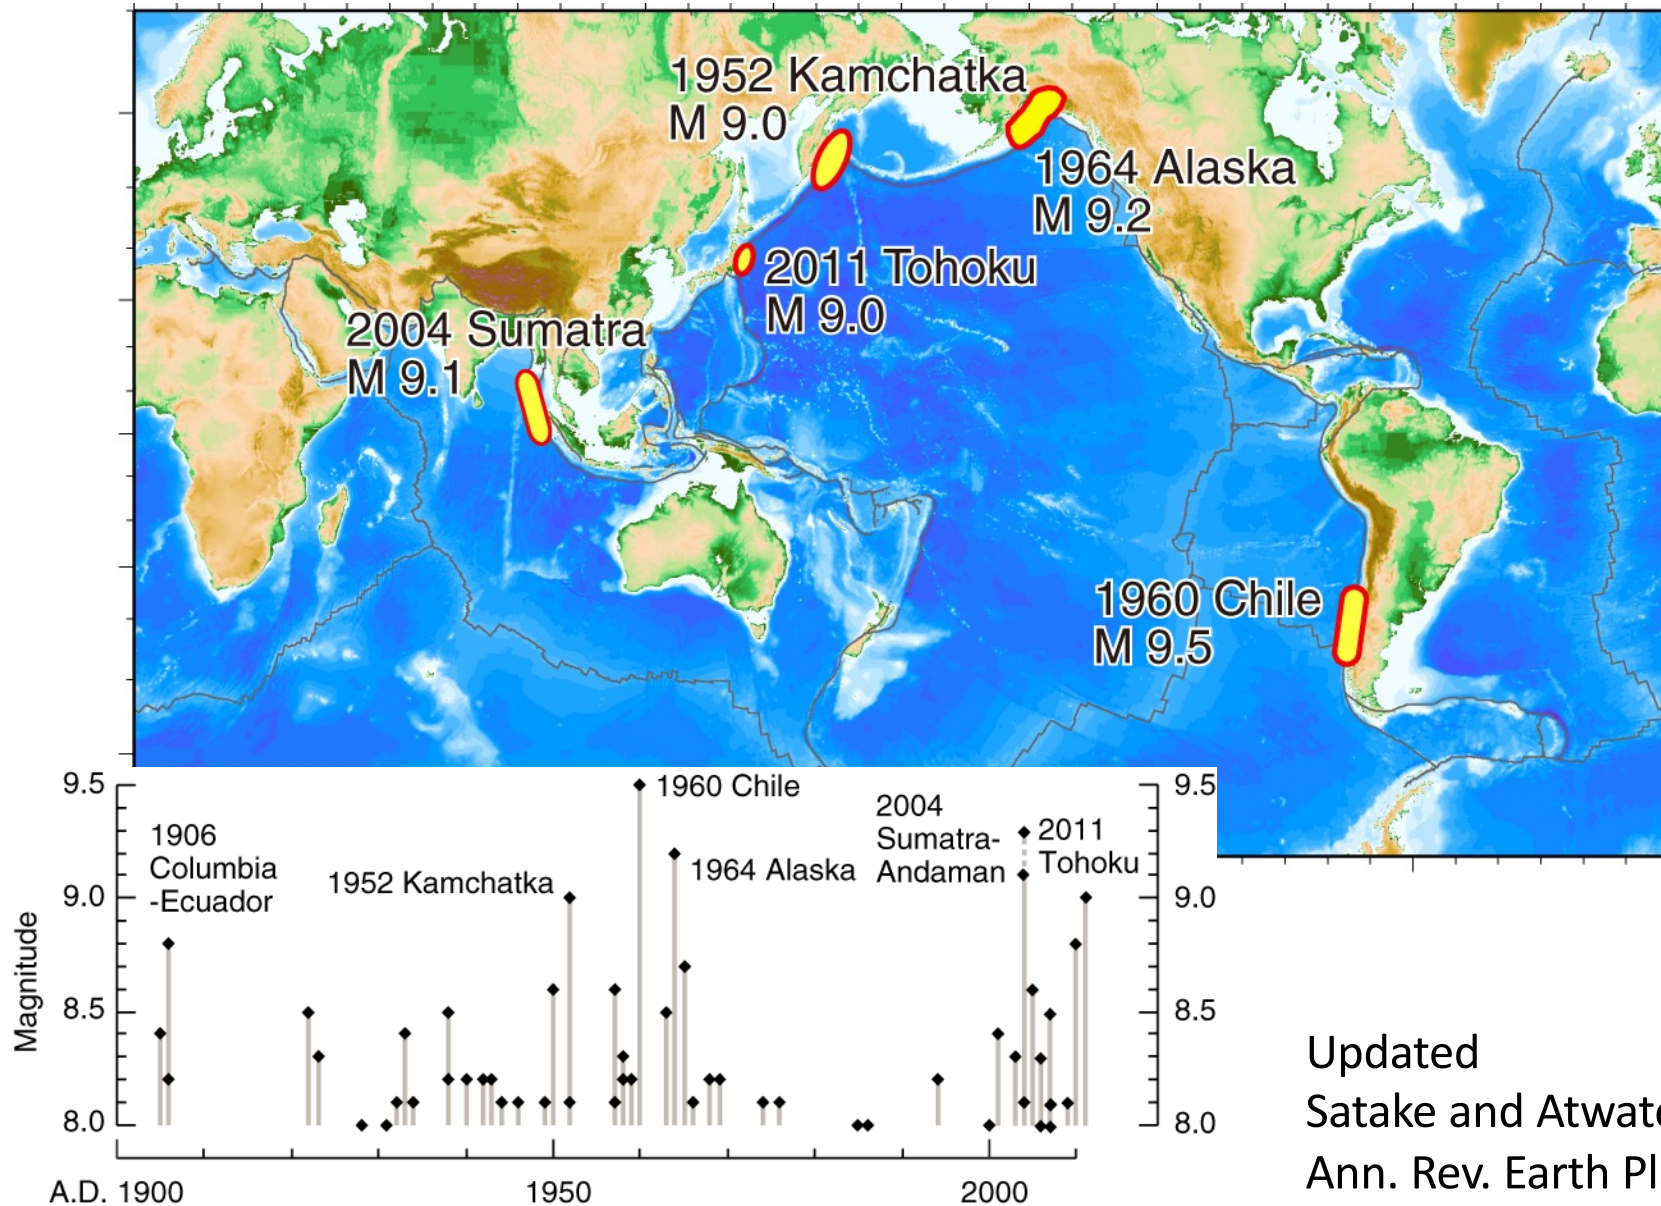 1952 Kamchatka
M 9.0
1964 Alaska
M 9.2
2011 Tohoku
M 9.0
2004 Sumatra
M 9.1
1960 Chile
M 9.5
9.5
9.0
8.5
8.0
Magnitude
1906
Columbia
-Ecuador
1952 Kamchatka
1960 Chile
1964 Alaska
2004
Sumatra-
Andaman
2011
Tohoku
9.5
9.0
8.5
8.0
A.D. 1900
1950
2000
Updated
Satake and
Ann. Rev. Earth